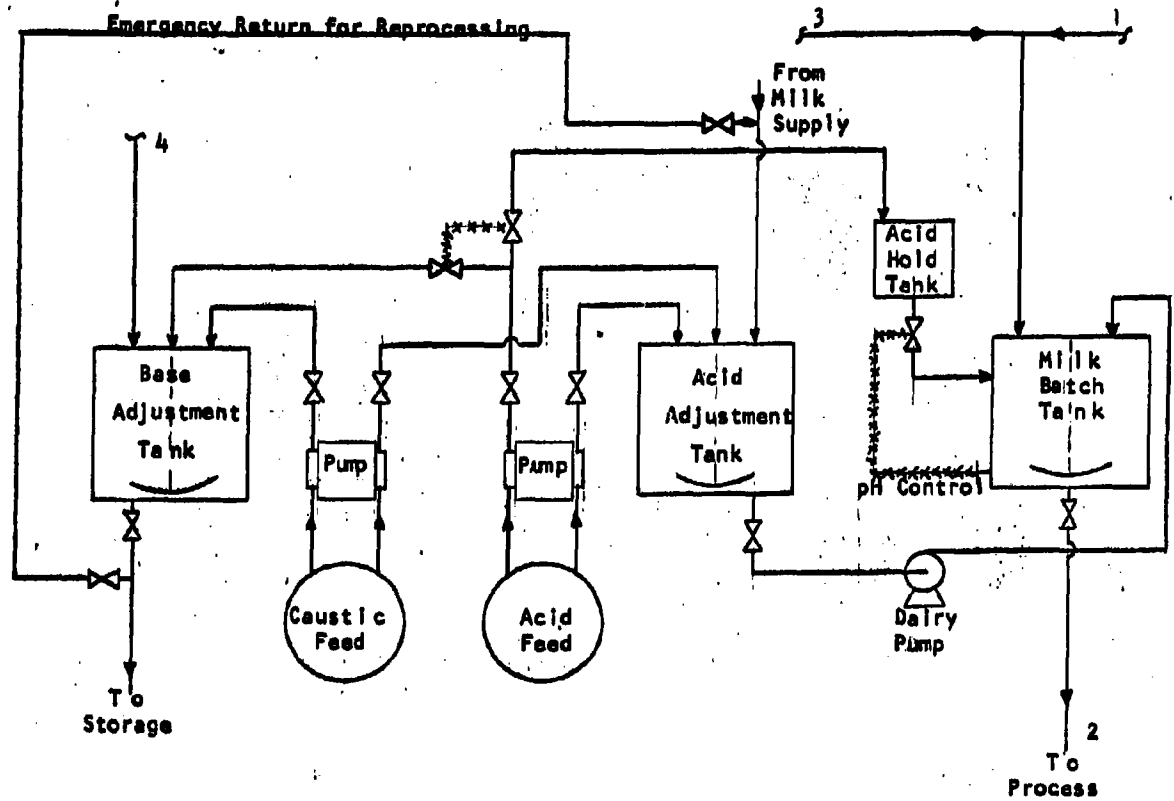 Emergency Return for Reprocessing
3
1
From
Milk
Supply
4
Acid
Hold
Tank
Base
Adjustment
Tank
Pump
Pump
Acid
Adjustment
Tank
Milk
Batch
Tank
pH Control
Caustic
Feed
Acid
Feed
Dairy
Pump
To
Storage
2
To
Process